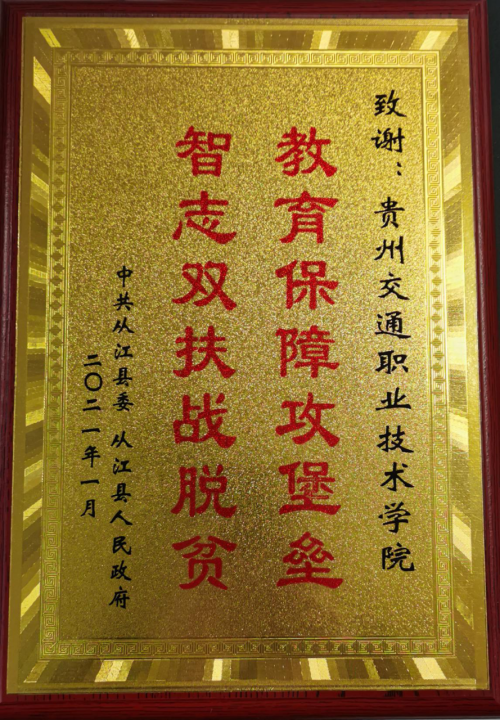 致谢：贵州交通职业技术学院
教育保障攻堡垒
智志双扶战脱贫
中共从江县委 从江县人民政府
二〇二一年一月